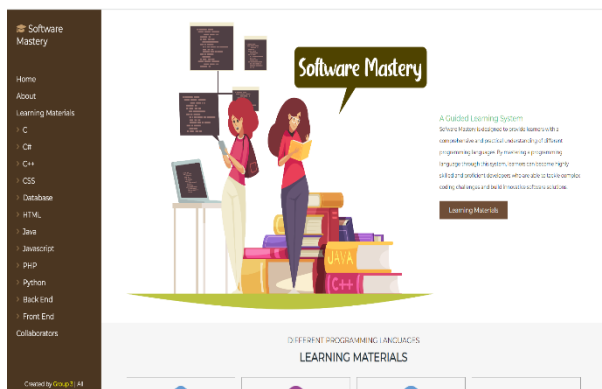 Software
Mastery
Home
About
Learning Materials
> C
> C#
> C++
> CSS
> Database
> HTML
> Java
> Javascript
> PHP
> Python
> Back End
> Front End
Collaborators
Created by Group 3 | All
Software Mastery
JAVA
C++
A Guided Learning System
Software Mastery is designed to provide learners with a
comprehensive and practical understanding of different
programming languages. By mastering a programming
language through this system, learners can become highly
skilled and proficient developers who are able to tackle complex
coding challenges and build innovative software solutions.
Learning Materials
DIFFERENT PROGRAMMING LANGUAGES
LEARNING MATERIALS